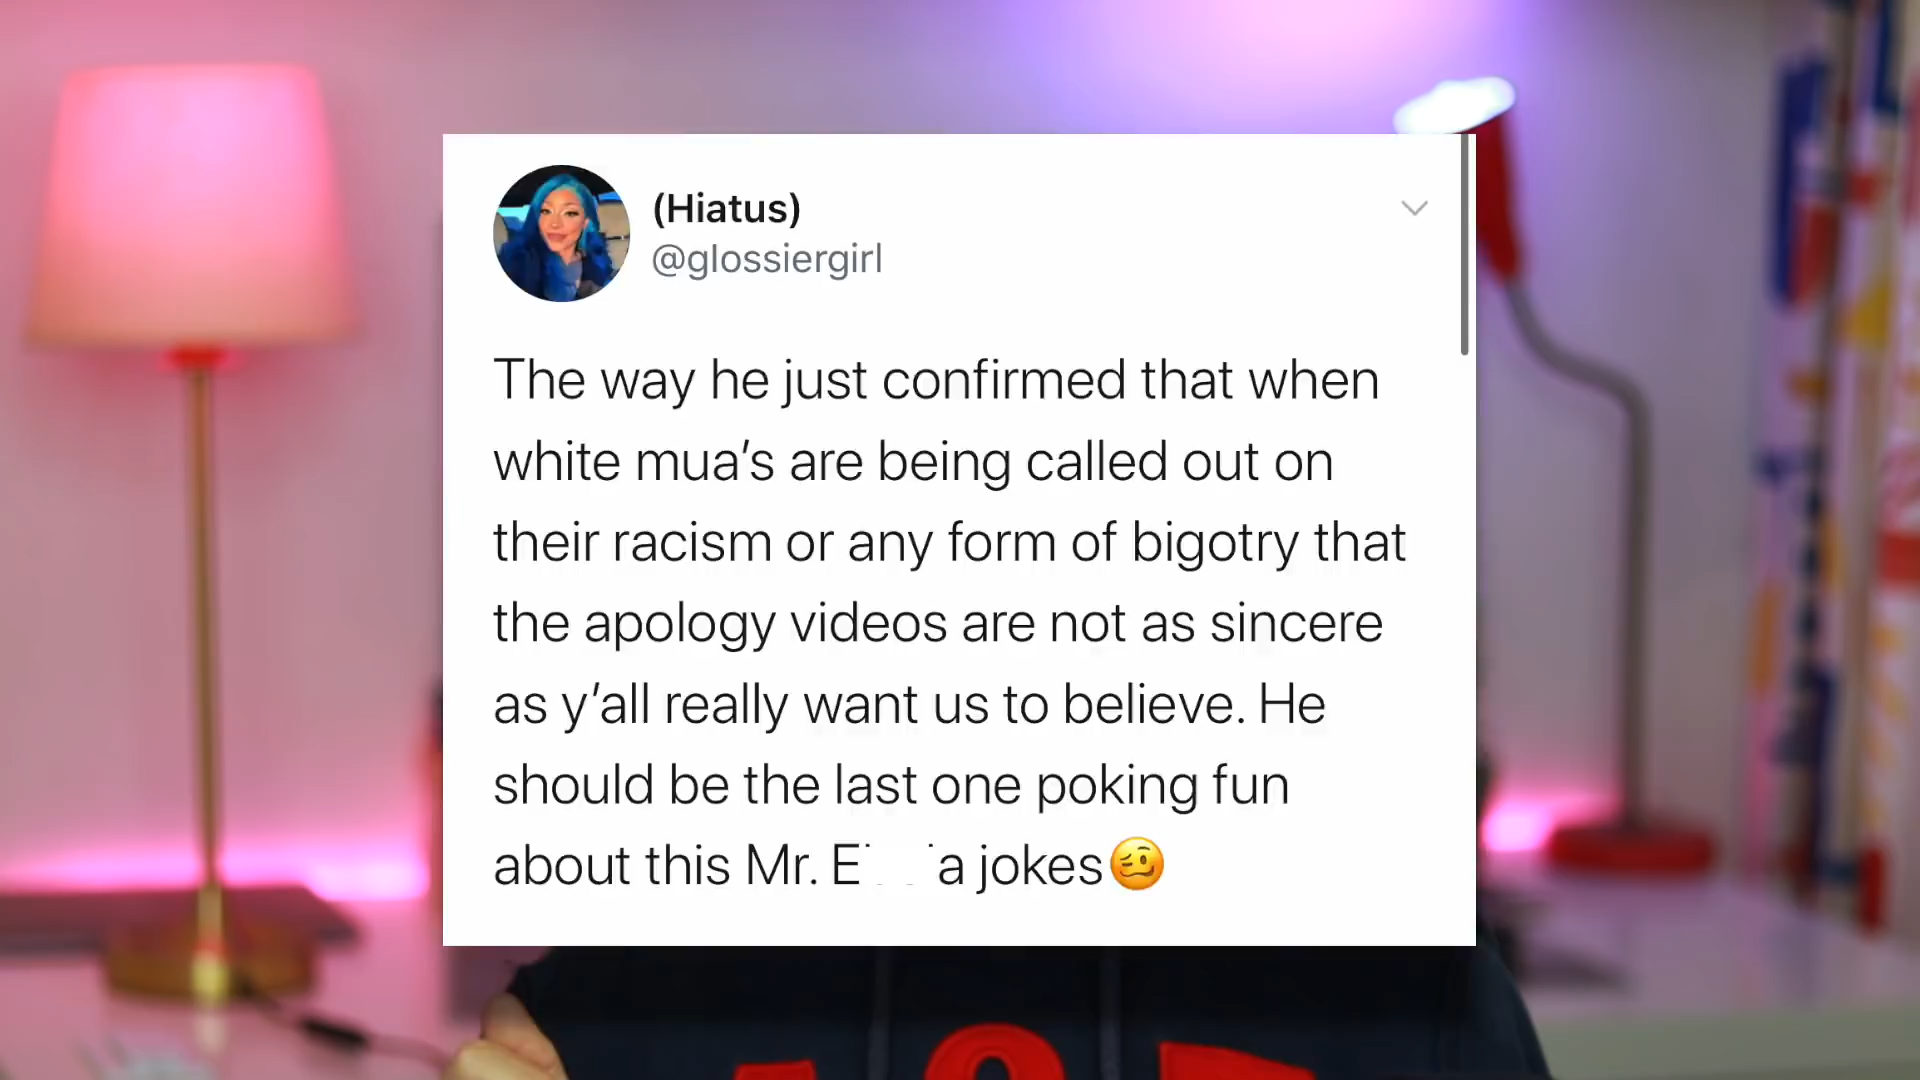 (Hiatus)
@glossiergirl
The way he just confirmed that when
white mua's are being called out on
their racism or any form of bigotry that
the apology videos are not as sincere
as y'all really want us to believe. He
should be the last one poking fun
about this Mr. jokes🥴